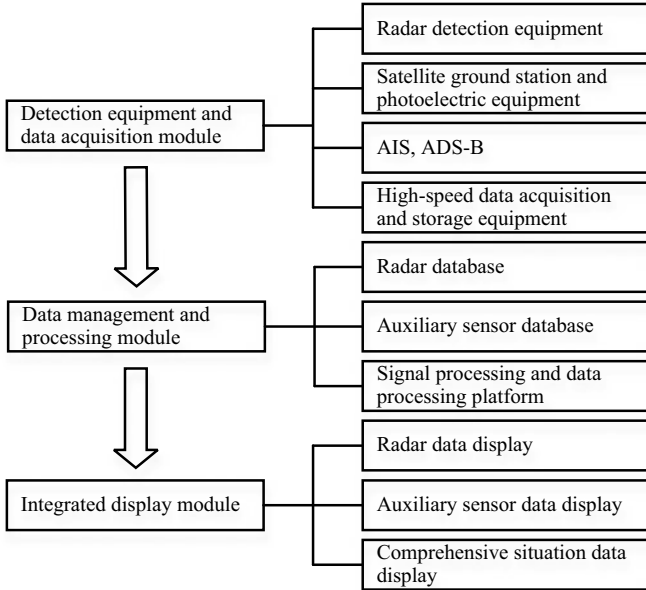 Radar detection equipment
Satellite ground station and
photoelectric equipment
Detection equipment and
data acquisition module
AIS, ADS-B
High-speed data acquisition
and storage equipment
Radar database
Data management and
processing module
Auxiliary sensor database
Signal processing and data
processing platform
Radar data display
Integrated display module
Auxiliary sensor data display
Comprehensive situation data
display